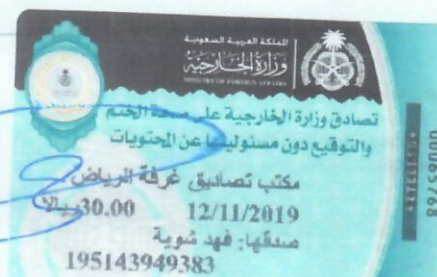 المملكة العربية السعودية
وزارة الخارجية
MINISTRY OF FOREIGN AFFAIRS
تصادق وزارة الخارجية على صحة الختم
والتوقيع دون مسئوليتها عن المحتويات
مكتب تصاديق غرفة الرياض
12/11/2019 30.00 ريالا
صدقها: فهد شوية
195143949383
00085768